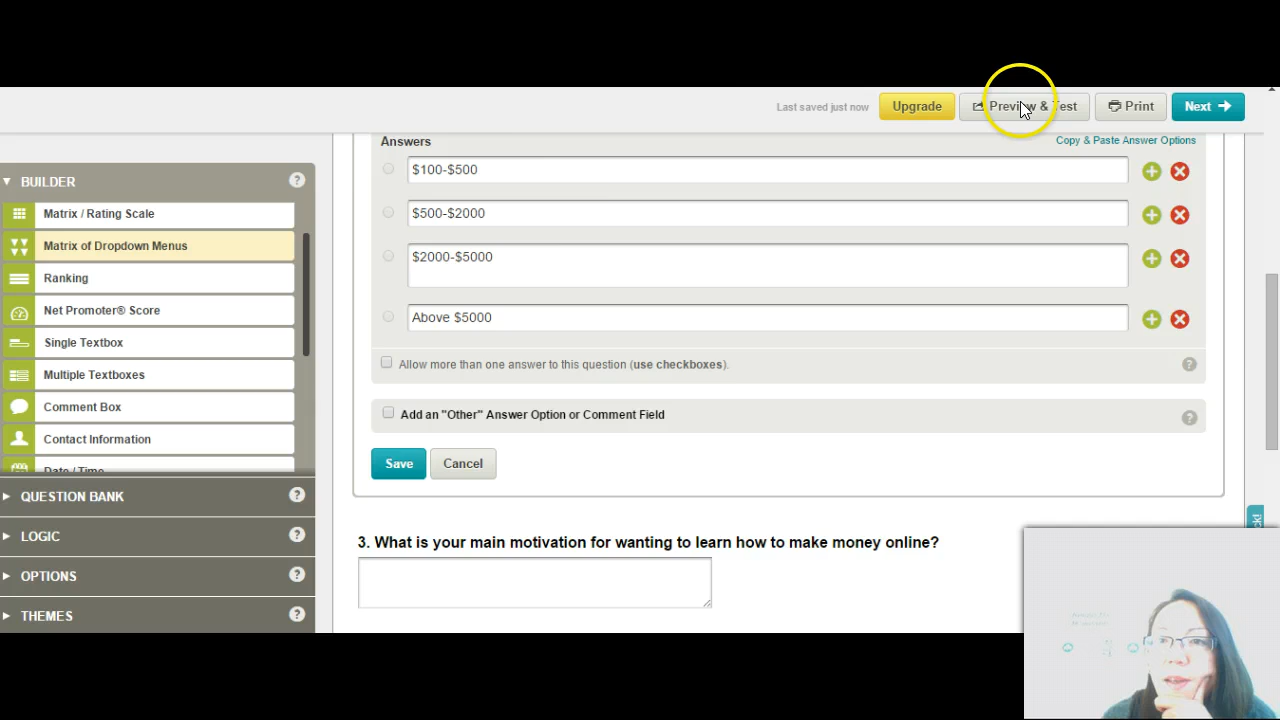 Last saved just now
Upgrade
Preview & Test
Print
Next
Answers
Copy & Paste Answer Options
BUILDER
Matrix / Rating Scale
Matrix of Dropdown Menus
Ranking
Net Promoter® Score
Single Textbox
Multiple Textboxes
Comment Box
Contact Information
Date / Time
QUESTION BANK
LOGIC
OPTIONS
THEMES
$100-$500
$500-$2000
$2000-$5000
Above $5000
Allow more than one answer to this question (use checkboxes).
Add an "Other" Answer Option or Comment Field
Save
Cancel
3. What is your main motivation for wanting to learn how to make money online?